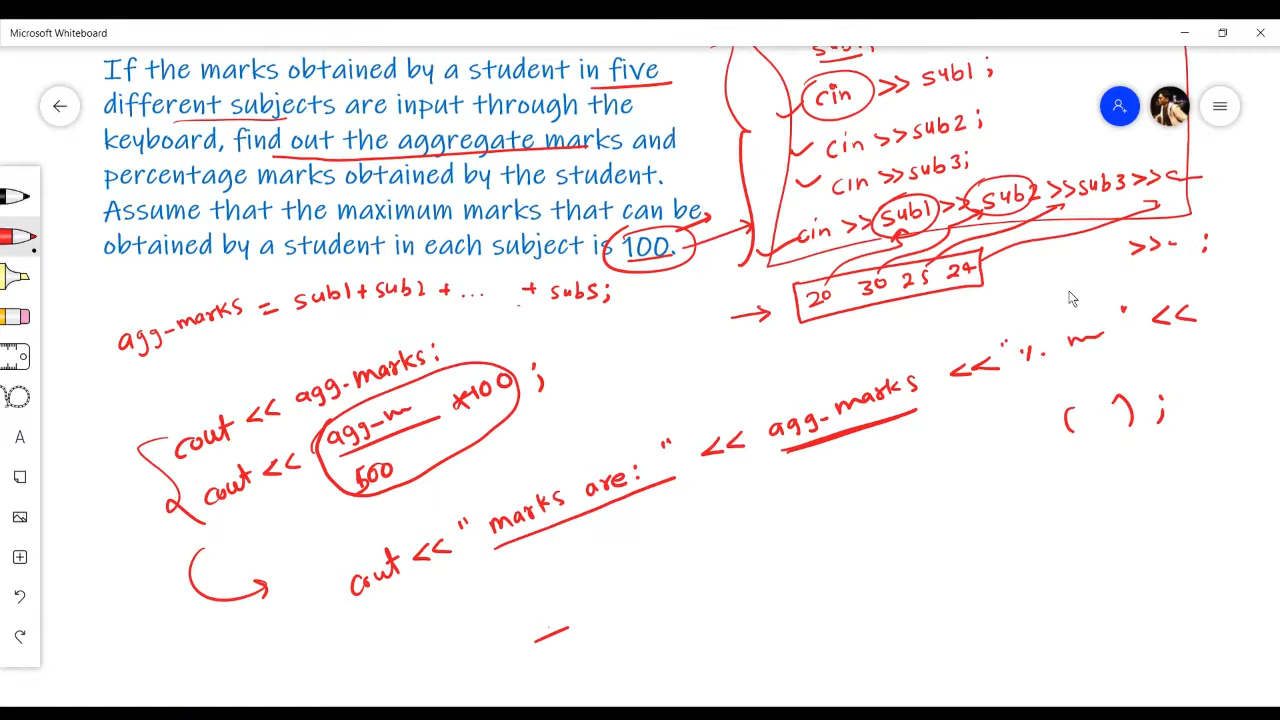 Microsoft Whiteboard
If the marks obtained by a student in five
different subjects are input through the
keyboard, find out the aggregate marks and
percentage marks obtained by the student.
Assume that the maximum marks that can be
obtained by a student in each subject is 100.
cin >> sub1 ;
cin >> sub2 ;
cin >> sub3;
cin >> sub1 >> sub2 >> sub3 >>
>> - ;
20 30 25 24
agg-marks = sub1 + sub2 + ... + sub5;
cout << agg-marks;
cout << agg-m *100 ;
500
cout << " marks are: " << agg-marks << " %. " <<
( ) ;
A